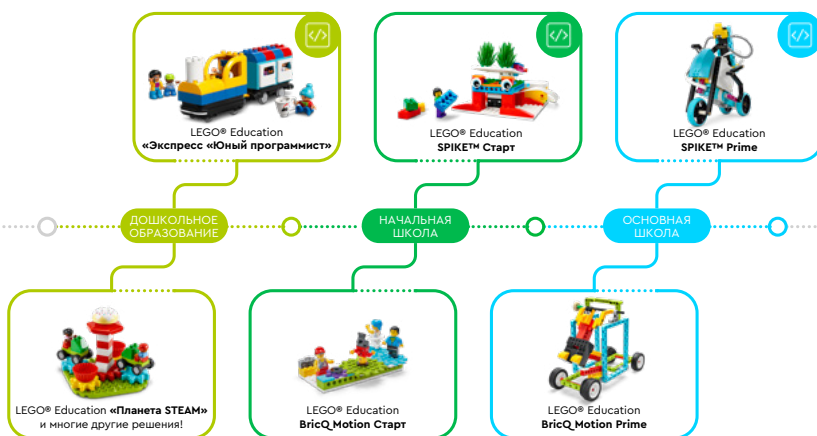 LEGO® Education
«Экспресс «Юный программист»
LEGO® Education
SPIKE™ Старт
LEGO® Education
SPIKE™ Prime
ДОШКОЛЬНОЕ
ОБРАЗОВАНИЕ
НАЧАЛЬНАЯ
ШКОЛА
ОСНОВНАЯ
ШКОЛА
LEGO® Education «Планета STEAM»
и многие другие решения!
LEGO® Education
BricQ Motion Старт
LEGO® Education
BricQ Motion Prime